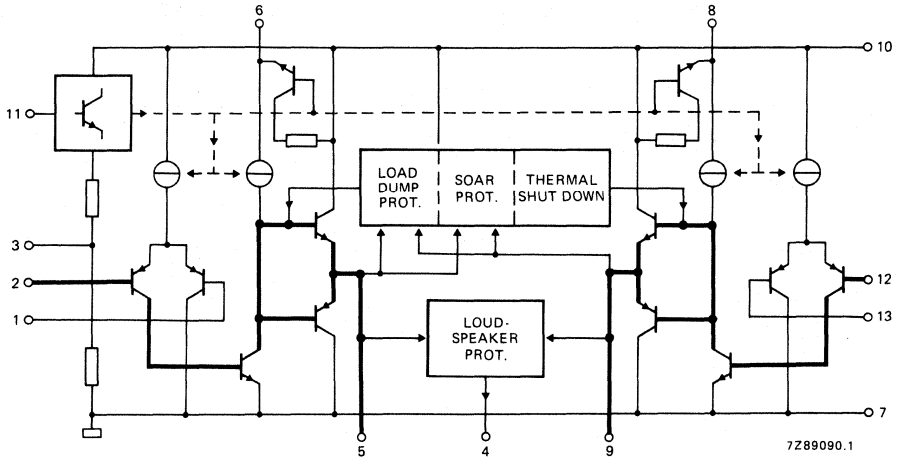 6
8
10
11
LOAD
DUMP
PROT.
SOAR
PROT.
THERMAL
SHUT DOWN
3
2
12
1
13
LOUD-
SPEAKER
PROT.
7
5
4
9
7Z89090.1